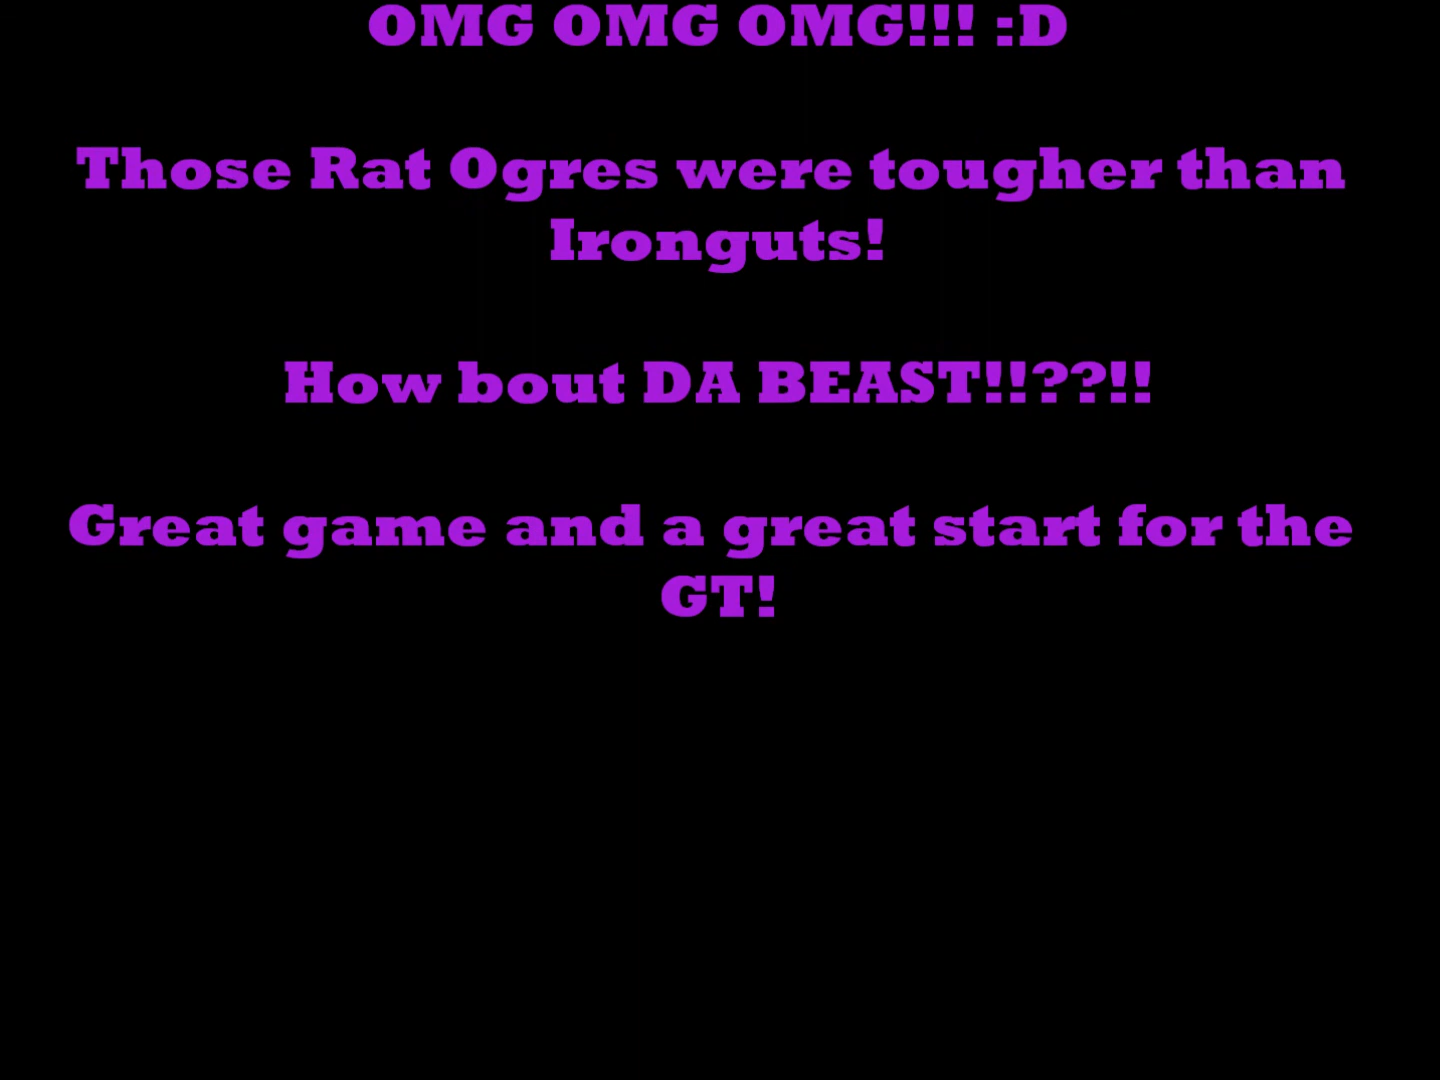 OMG OMG OMG!!! :D
Those Rat Ogres were tougher than
Ironguts!
How bout DA BEAST!!??!!
Great game and a great start for the
GT!